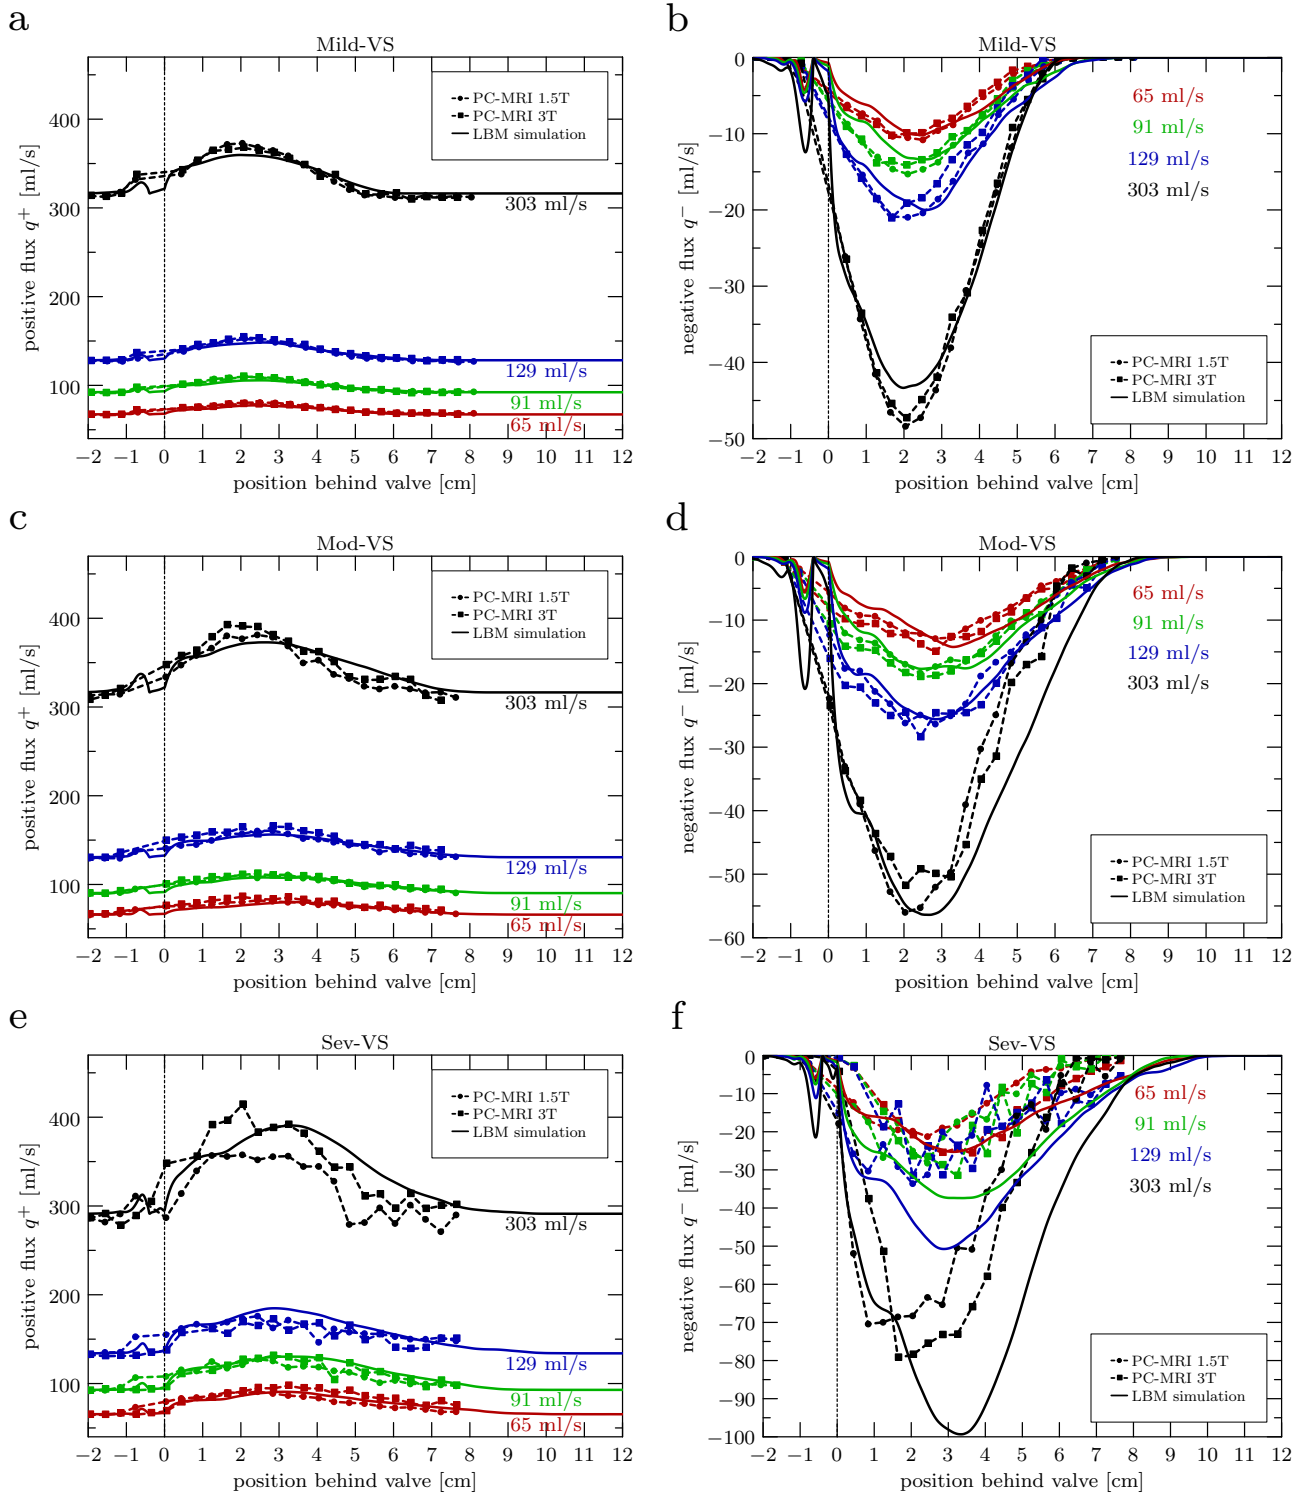 a
Mild-VS
positive flux q⁺ [ml/s]
400
300
200
100
PC-MRI 1.5T
PC-MRI 3T
LBM simulation
303 ml/s
129 ml/s
91 ml/s
65 ml/s
−2 −1 0 1 2 3 4 5 6 7 8 9 10 11 12
position behind valve [cm]
b
Mild-VS
negative flux q⁻ [ml/s]
0
−10
−20
−30
−40
−50
65 ml/s
91 ml/s
129 ml/s
303 ml/s
PC-MRI 1.5T
PC-MRI 3T
LBM simulation
−2 −1 0 1 2 3 4 5 6 7 8 9 10 11 12
position behind valve [cm]
c
Mod-VS
positive flux q⁺ [ml/s]
400
300
200
100
PC-MRI 1.5T
PC-MRI 3T
LBM simulation
303 ml/s
129 ml/s
91 ml/s
65 ml/s
−2 −1 0 1 2 3 4 5 6 7 8 9 10 11 12
position behind valve [cm]
d
Mod-VS
negative flux q⁻ [ml/s]
0
−10
−20
−30
−40
−50
−60
65 ml/s
91 ml/s
129 ml/s
303 ml/s
PC-MRI 1.5T
PC-MRI 3T
LBM simulation
−2 −1 0 1 2 3 4 5 6 7 8 9 10 11 12
position behind valve [cm]
e
Sev-VS
positive flux q⁺ [ml/s]
400
300
200
100
PC-MRI 1.5T
PC-MRI 3T
LBM simulation
303 ml/s
129 ml/s
91 ml/s
65 ml/s
−2 −1 0 1 2 3 4 5 6 7 8 9 10 11 12
position behind valve [cm]
f
Sev-VS
negative flux q⁻ [ml/s]
0
−10
−20
−30
−40
−50
−60
−70
−80
−90
−100
65 ml/s
91 ml/s
129 ml/s
303 ml/s
PC-MRI 1.5T
PC-MRI 3T
LBM simulation
−2 −1 0 1 2 3 4 5 6 7 8 9 10 11 12
position behind valve [cm]